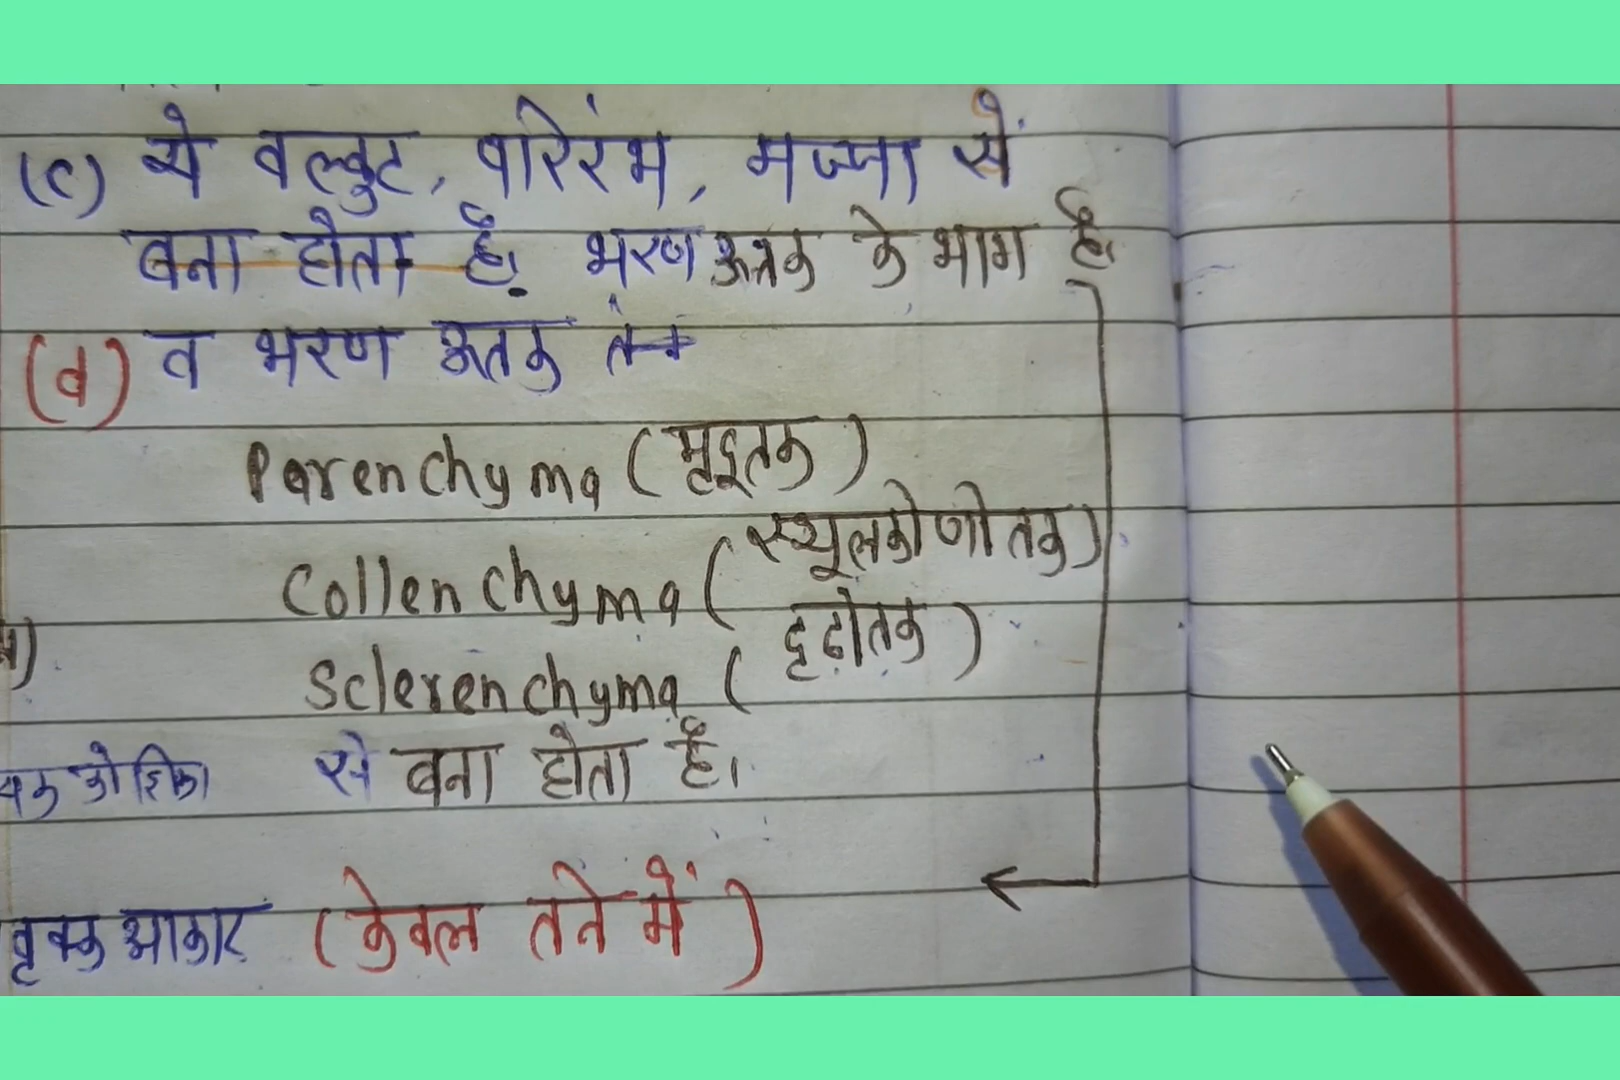 (c) ये वल्कुट, परिरंभ, मज्जा से
बना होता है। भरण ऊतक के भाग है।
(d) व भरण ऊतक
Parenchyma (मृदूतक)
Collenchyma (स्थूलकोणोतक)
Sclerenchyma (दृढ़ोतक)
कोशिका से बना होता है।
वृक्क आकार (केवल तने में)